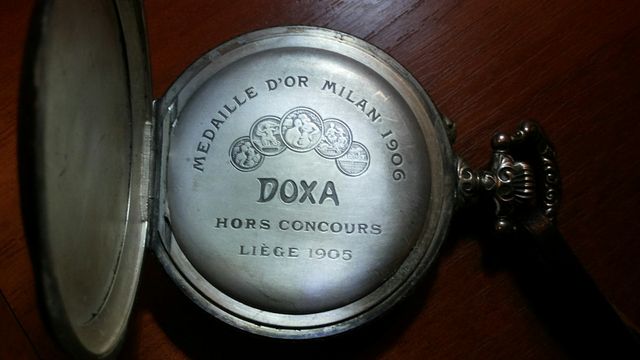 MEDAILLE D'OR MILAN 1906
DOXA
HORS CONCOURS
LIÈGE 1905